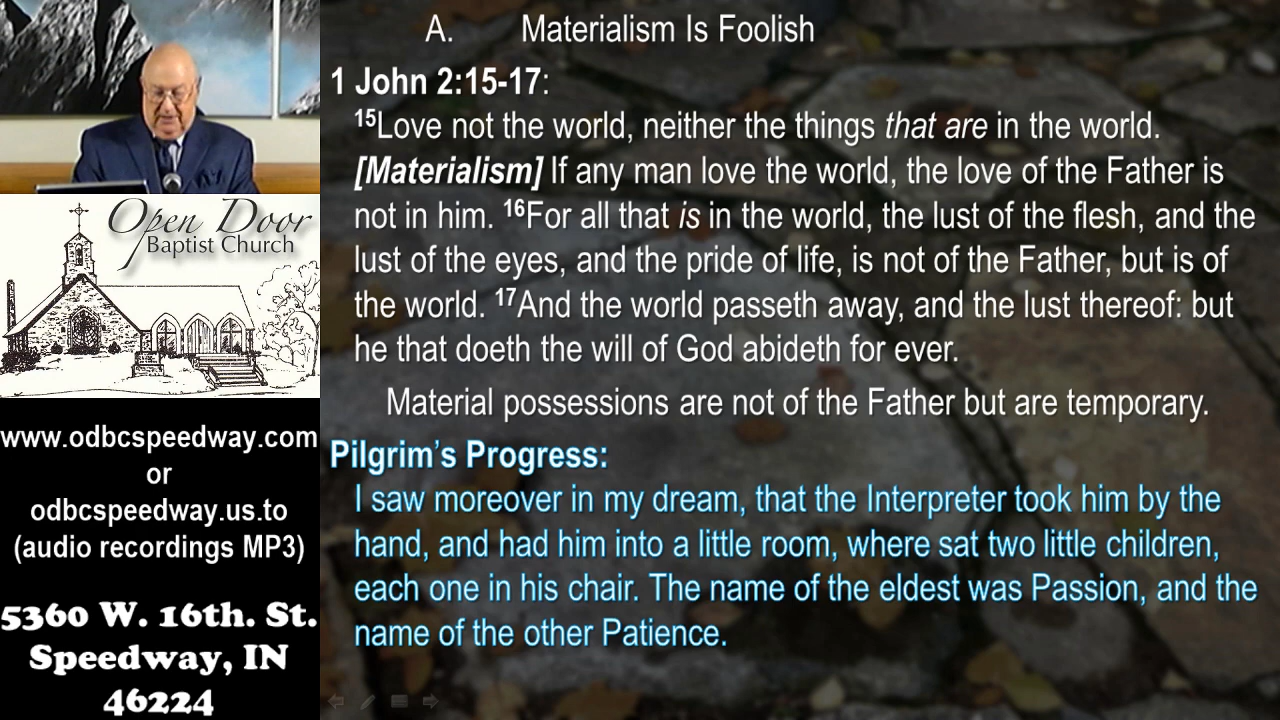 A. Materialism Is Foolish
1 John 2:15-17:
15Love not the world, neither the things that are in the world.
[Materialism] If any man love the world, the love of the Father is
not in him. 16For all that is in the world, the lust of the flesh, and the
lust of the eyes, and the pride of life, is not of the Father, but is of
the world. 17And the world passeth away, and the lust thereof: but
he that doeth the will of God abideth for ever.
Material possessions are not of the Father but are temporary.
Pilgrim's Progress:
I saw moreover in my dream, that the Interpreter took him by the
hand, and had him into a little room, where sat two little children,
each one in his chair. The name of the eldest was Passion, and the
name of the other Patience.
Open Door
Baptist Church
www.odbcspeedway.com
or
odbcspeedway.us.to
(audio recordings MP3)
5360 W. 16th. St.
Speedway, IN
46224